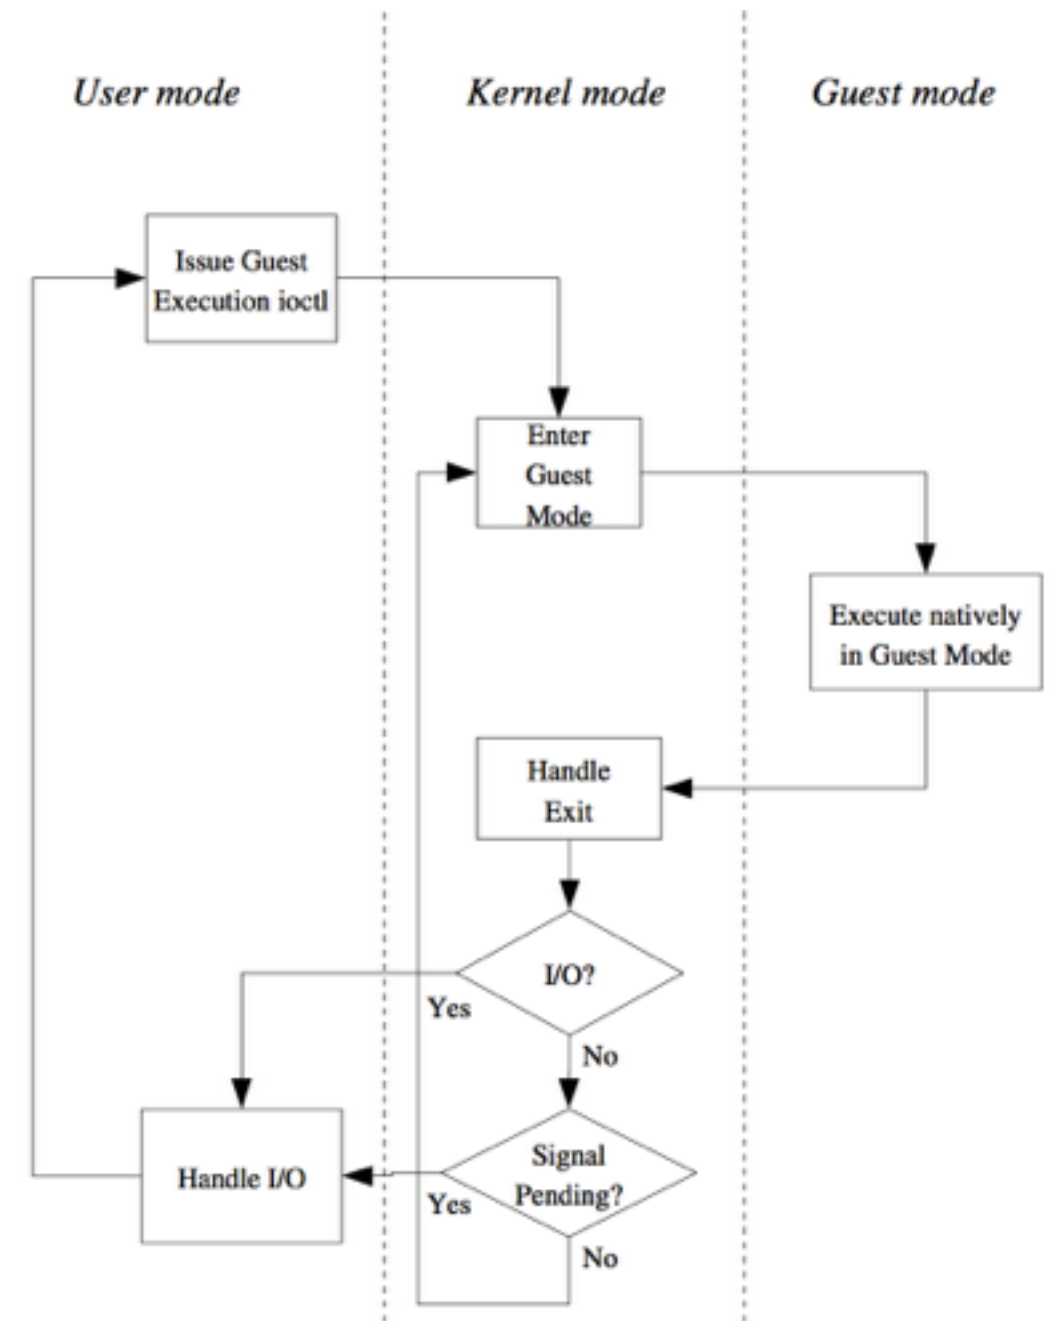 User mode
Kernel mode
Guest mode
Issue Guest
Execution ioctl
Enter
Guest
Mode
Execute natively
in Guest Mode
Handle
Exit
I/O?
Yes
No
Signal
Pending?
Handle I/O
Yes
No